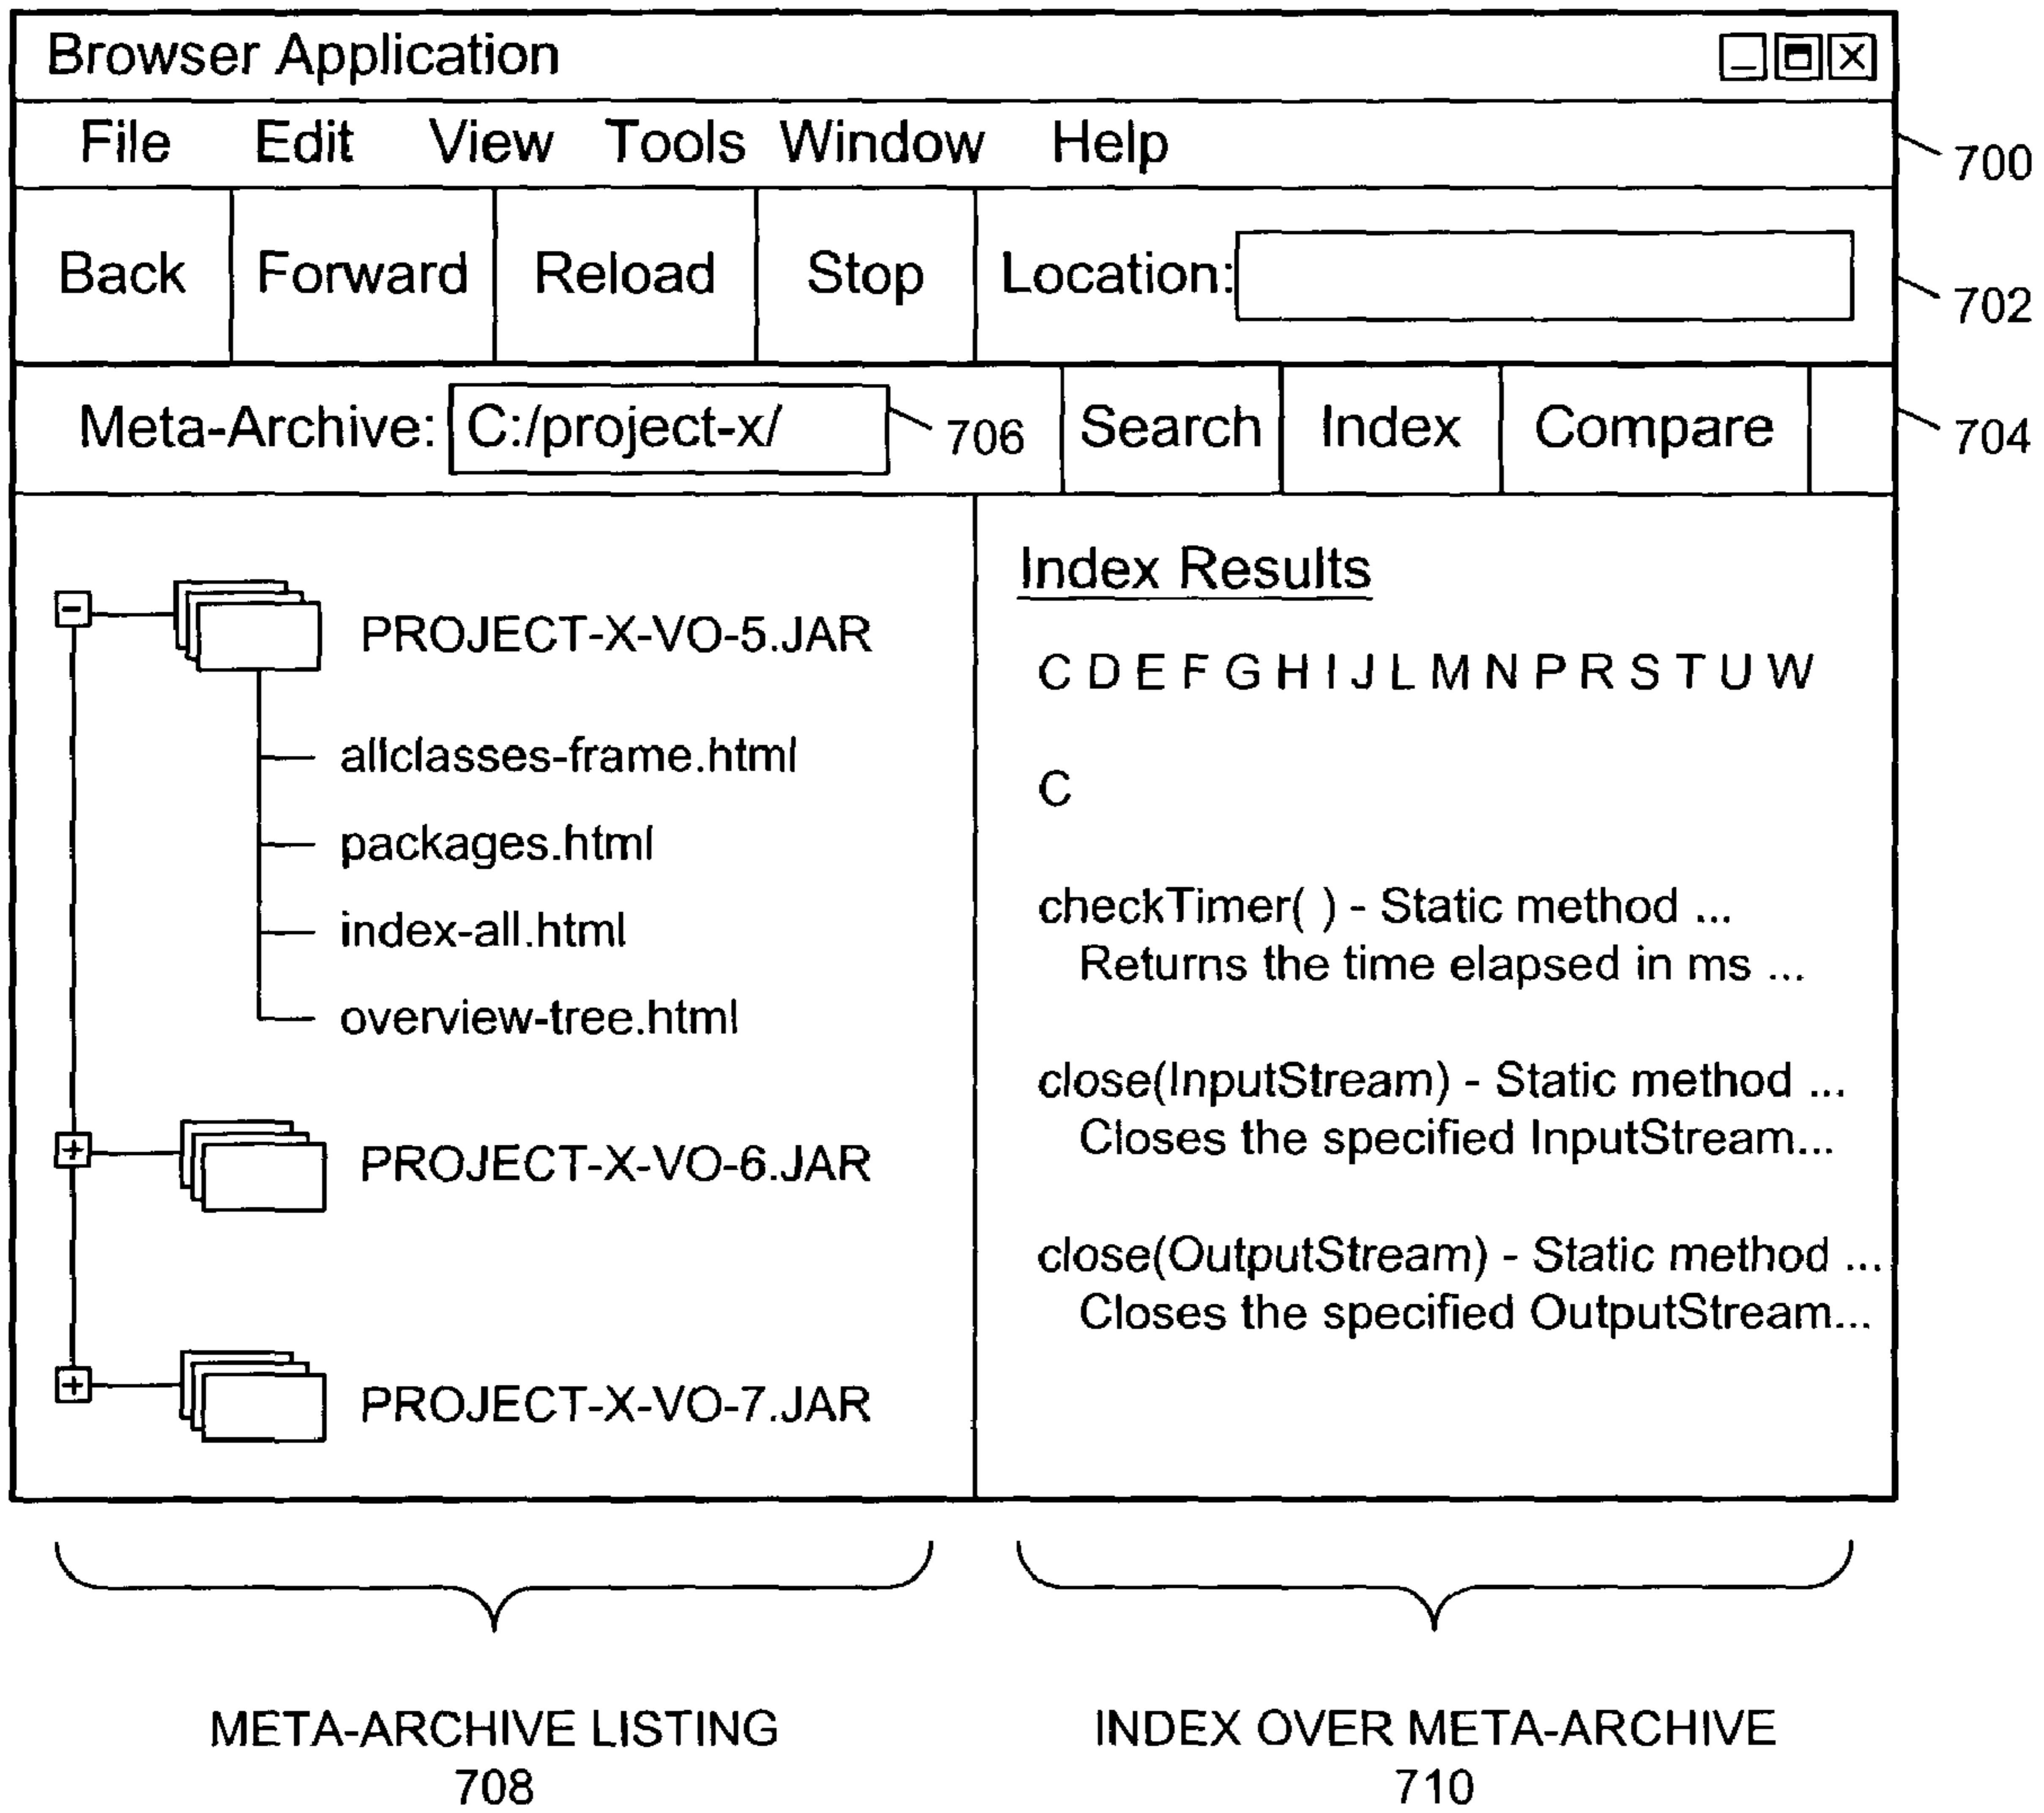 Browser Application
File Edit View Tools Window Help
700
Back Forward Reload Stop Location:
702
Meta-Archive: C:/project-x/ 706 Search Index Compare
704
PROJECT-X-VO-5.JAR
allclasses-frame.html
packages.html
index-all.html
overview-tree.html
PROJECT-X-VO-6.JAR
PROJECT-X-VO-7.JAR
Index Results
C D E F G H I J L M N P R S T U W
C
checkTimer( ) - Static method ...
Returns the time elapsed in ms ...
close(InputStream) - Static method ...
Closes the specified InputStream...
close(OutputStream) - Static method ...
Closes the specified OutputStream...
META-ARCHIVE LISTING
708
INDEX OVER META-ARCHIVE
710